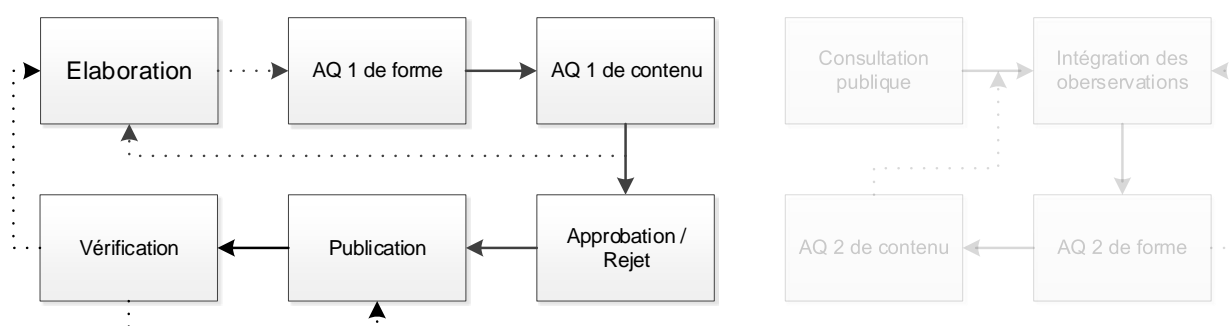 Elaboration
AQ 1 de forme
AQ 1 de contenu
Consultation
publique
Intégration des
oberservations
Vérification
Publication
Approbation /
Rejet
AQ 2 de contenu
AQ 2 de forme